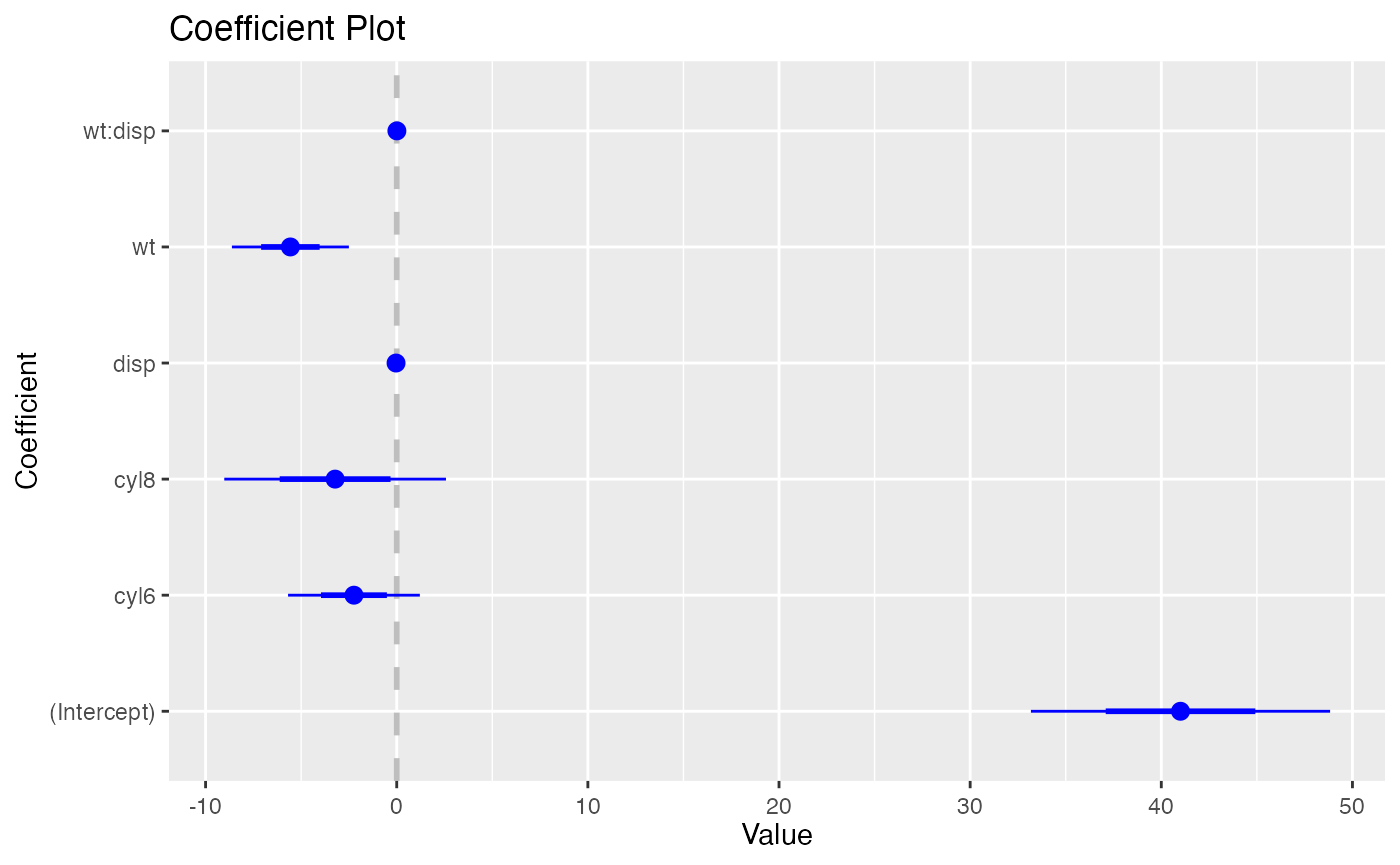 Coefficient Plot
wt:disp
wt
disp
cyl8
cyl6
(Intercept)
Coefficient
-10 0 10 20 30 40 50
Value